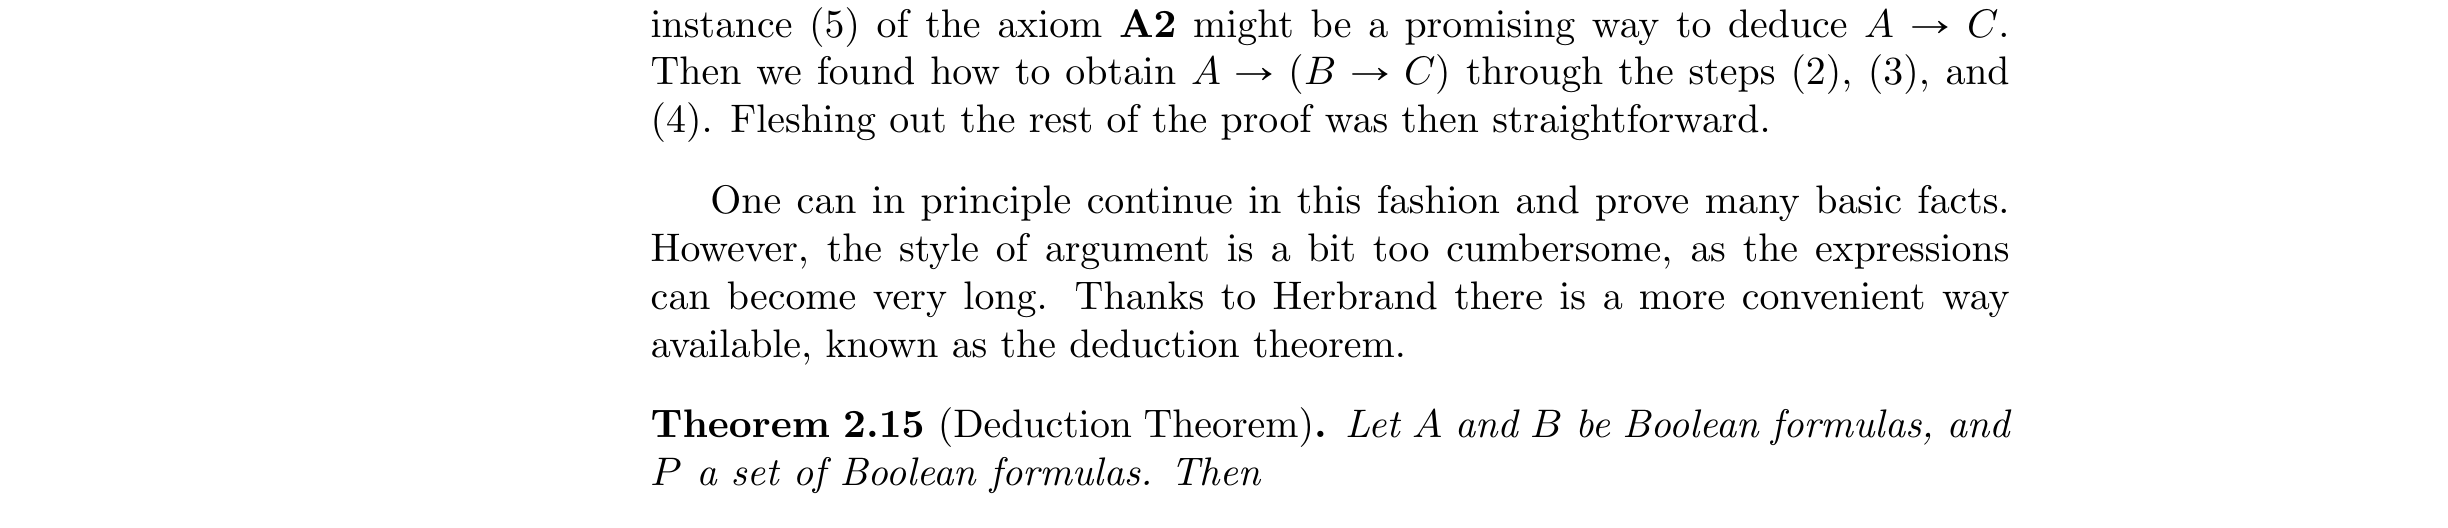 instance (5) of the axiom A2 might be a promising way to deduce A → C.
Then we found how to obtain A → (B → C) through the steps (2), (3), and
(4). Fleshing out the rest of the proof was then straightforward.
One can in principle continue in this fashion and prove many basic facts.
However, the style of argument is a bit too cumbersome, as the expressions
can become very long. Thanks to Herbrand there is a more convenient way
available, known as the deduction theorem.
Theorem 2.15 (Deduction Theorem). Let A and B be Boolean formulas, and
P a set of Boolean formulas. Then